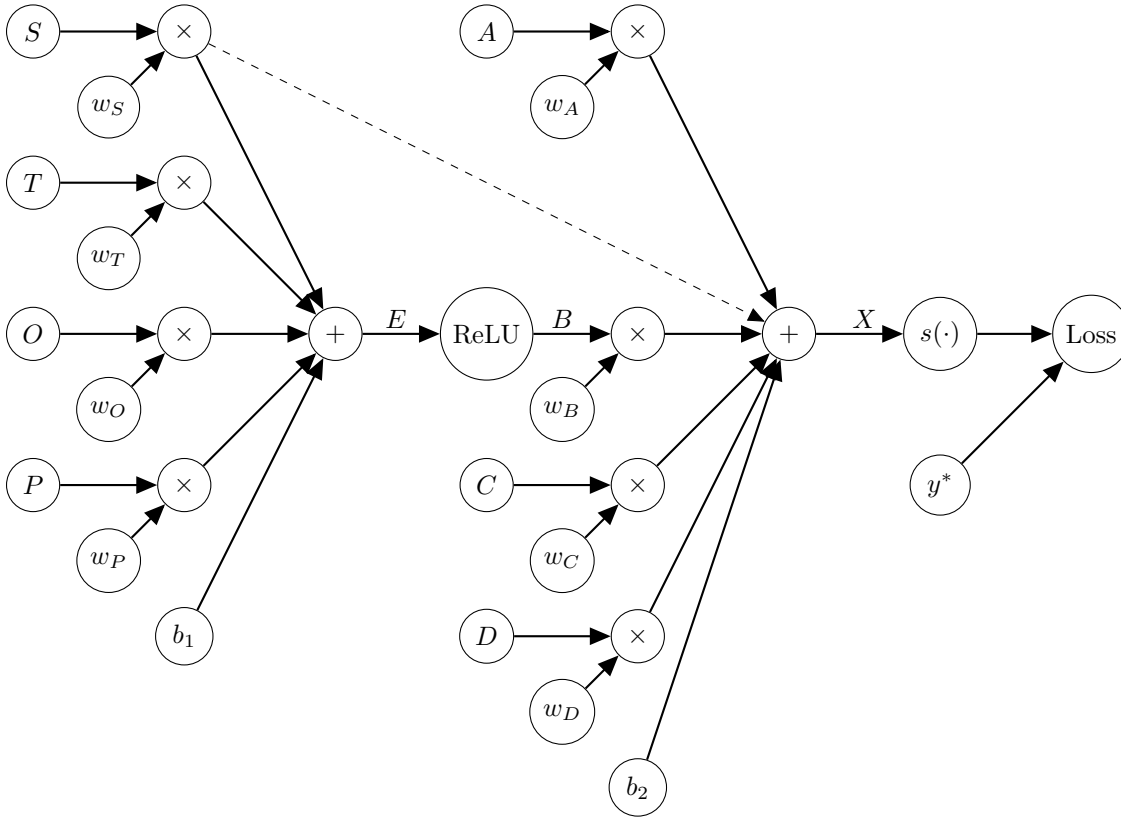 S
×
A
×
w_S
w_A
T
×
w_T
O
×
+
E
ReLU
B
×
+
X
s(·)
Loss
w_O
w_B
P
×
C
×
y*
w_P
w_C
b_1
D
×
w_D
b_2